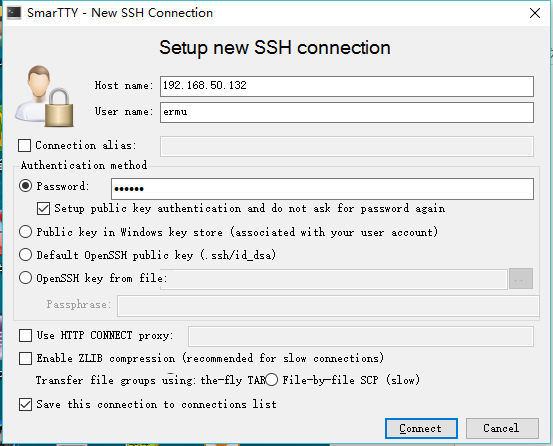 SmarTTY - New SSH Connection
Setup new SSH connection
Host name: 192.168.50.132
User name: ermu
Connection alias:
Authentication method
Password: ••••••
Setup public key authentication and do not ask for password again
Public key in Windows key store (associated with your user account)
Default OpenSSH public key (.ssh/id_dsa)
OpenSSH key from file: ...
Passphrase:
Use HTTP CONNECT proxy:
Enable ZLIB compression (recommended for slow connections)
Transfer file groups using: the-fly TAR File-by-file SCP (slow)
Save this connection to connections list
Connect Cancel